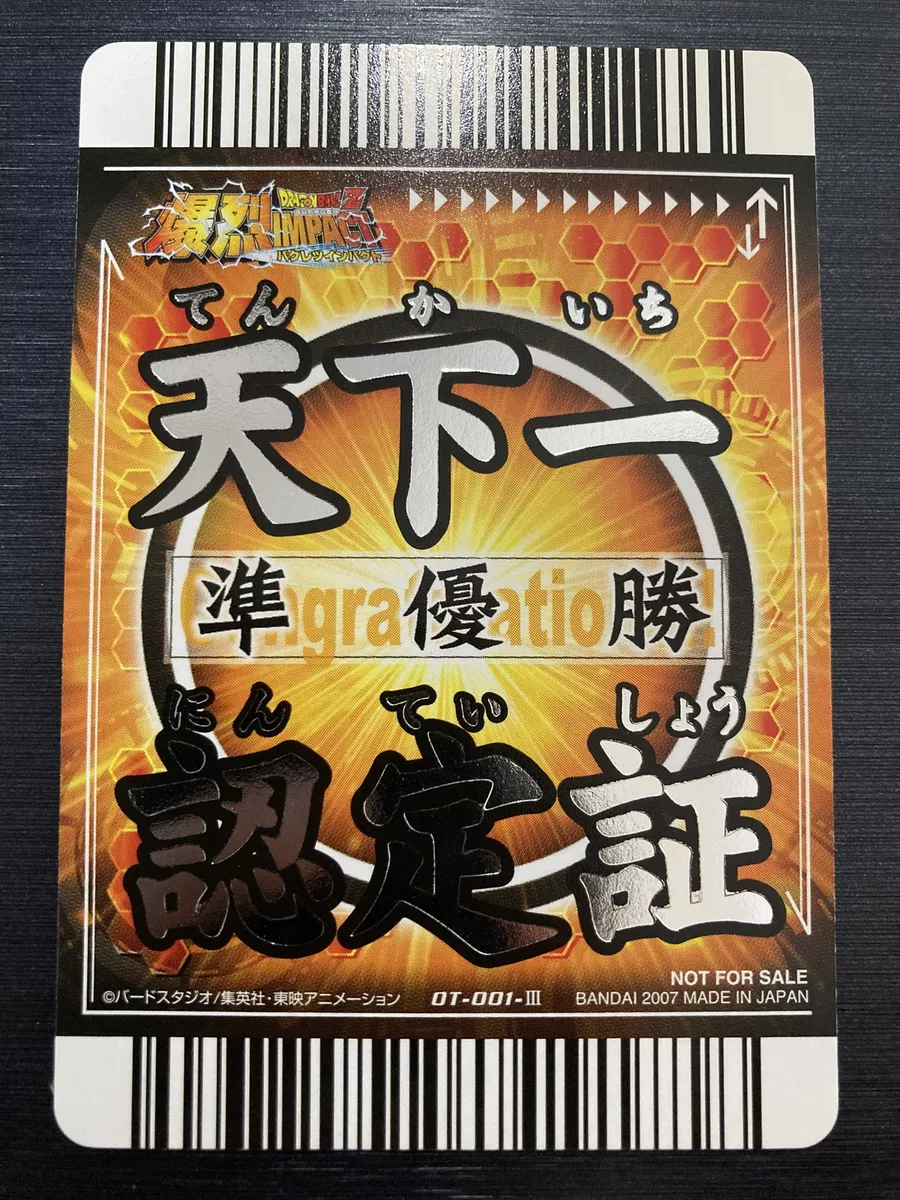 DRAGON BALL Z
爆烈IMPACT
バクレツインパクト
てん か いち
天下一
Congratulations!
準優勝
にん てい しょう
認定証
NOT FOR SALE
©バードスタジオ/集英社・東映アニメーション OT-001-Ⅲ BANDAI 2007 MADE IN JAPAN